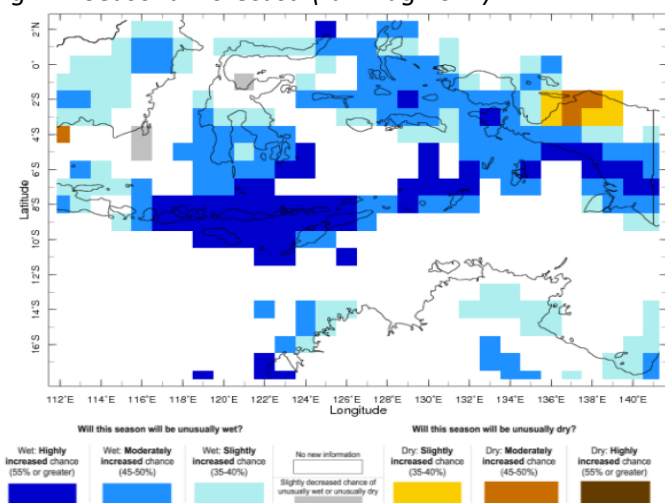 2°N
0°
2°S
4°S
6°S
8°S
10°S
12°S
14°S
16°S
Latitude
112°E 114°E 116°E 118°E 120°E 122°E 124°E 126°E 128°E 130°E 132°E 134°E 136°E 138°E 140°E
Longitude
Will this season will be unusually wet?
Will this season will be unusually dry?
Wet: Highly
increased chance
(55% or greater)
Wet: Moderately
increased chance
(45-50%)
Wet: Slightly
increased chance
(35-40%)
No new information
Slightly decreased chance of
unusually wet or unusually dry
Dry: Slightly
increased chance
(35-40%)
Dry: Moderately
increased chance
(45-50%)
Dry: Highly
increased chance
(55% or greater)